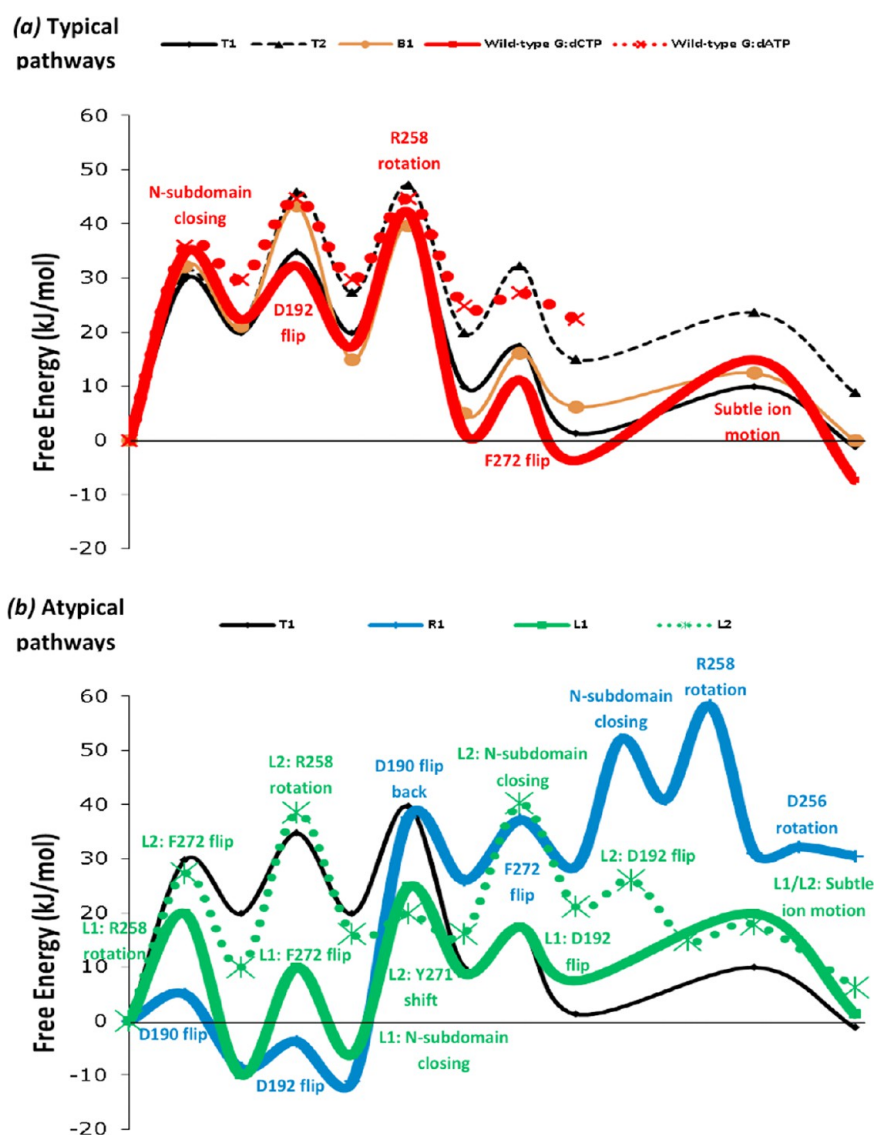 (a) Typical
pathways
T1 T2 B1 Wild-type G:dCTP Wild-type G:dATP
Free Energy (kJ/mol)
60
50
40
30
20
10
0
-10
-20
N-subdomain
closing
D192
flip
R258
rotation
F272 flip
Subtle ion
motion
(b) Atypical
pathways
T1 R1 L1 L2
Free Energy (kJ/mol)
60
50
40
30
20
10
0
-10
-20
L1: R258
rotation
D190 flip
L2: F272 flip
L2: R258
rotation
L1: F272 flip
D192 flip
D190 flip
back
L2: Y271
shift
L1: N-subdomain
closing
L2: N-subdomain
closing
F272
flip
L1: D192
flip
N-subdomain
closing
L2: D192 flip
R258
rotation
D256
rotation
L1/L2: Subtle
ion motion